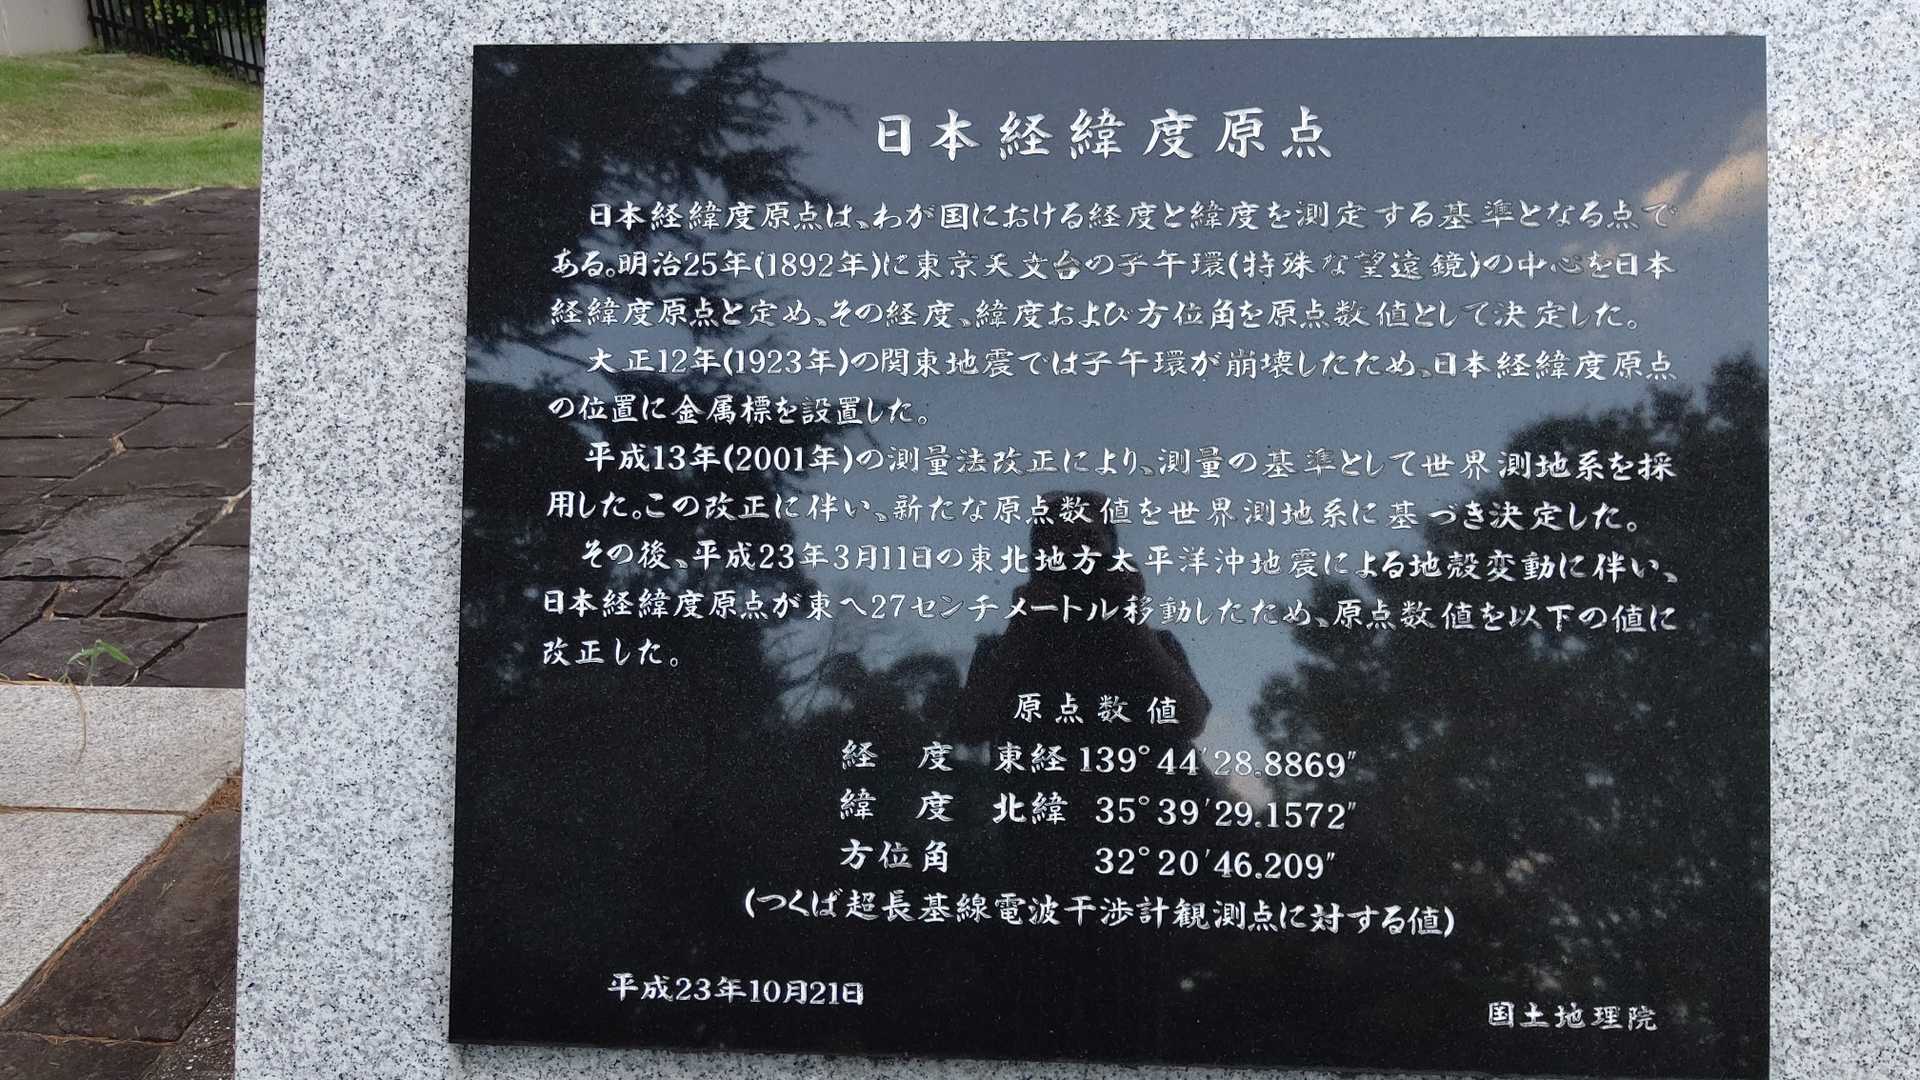 日本経緯度原点
日本経緯度原点は、わが国における経度と緯度を測定する基準となる点で
ある。明治25年(1892年)に東京天文台の子午環(特殊な望遠鏡)の中心を日本
経緯度原点と定め、その経度、緯度および方位角を原点数値として決定した。
大正12年(1923年)の関東地震では子午環が崩壊したため、日本経緯度原点
の位置に金属標を設置した。
平成13年(2001年)の測量法改正により、測量の基準として世界測地系を採
用した。この改正に伴い、新たな原点数値を世界測地系に基づき決定した。
その後、平成23年3月11日の東北地方太平洋沖地震による地殻変動に伴い、
日本経緯度原点が東へ27センチメートル移動したため、原点数値を以下の値に
改正した。
原点数値
経 度 東経 139°44′28.8869″
緯 度 北緯 35°39′29.1572″
方位角 32°20′46.209″
(つくば超長基線電波干渉計観測点に対する値)
平成23年10月21日
国土地理院